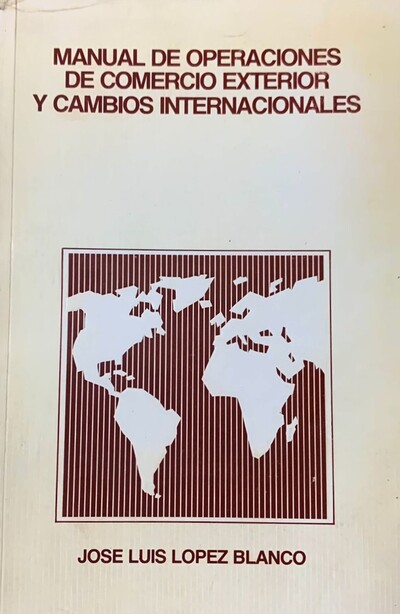 MANUAL DE OPERACIONES
DE COMERCIO EXTERIOR
Y CAMBIOS INTERNACIONALES
JOSE LUIS LOPEZ BLANCO